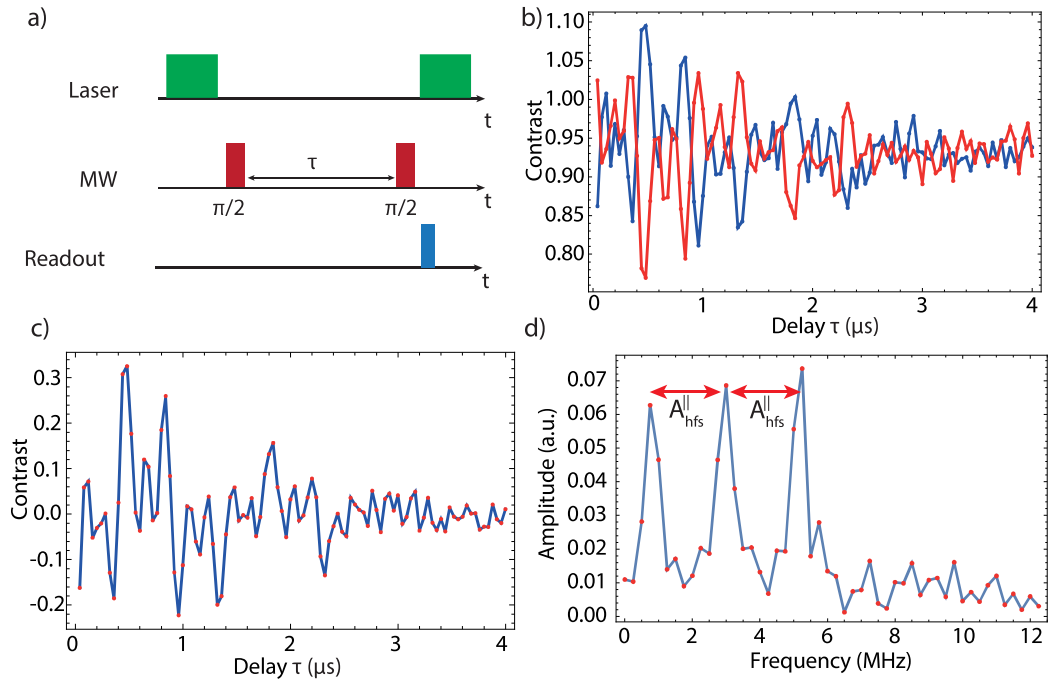 a)
Laser
t
MW
τ
t
π/2
π/2
Readout
t
b)
Contrast
1.10
1.05
1.00
0.95
0.90
0.85
0.80
0
1
2
3
4
Delay τ (µs)
c)
Contrast
0.3
0.2
0.1
0.0
-0.1
-0.2
0
1
2
3
4
Delay τ (µs)
d)
Amplitude (a.u.)
0.07
0.06
0.05
0.04
0.03
0.02
0.01
0.00
A||hfs
A||hfs
0
2
4
6
8
10
12
Frequency (MHz)